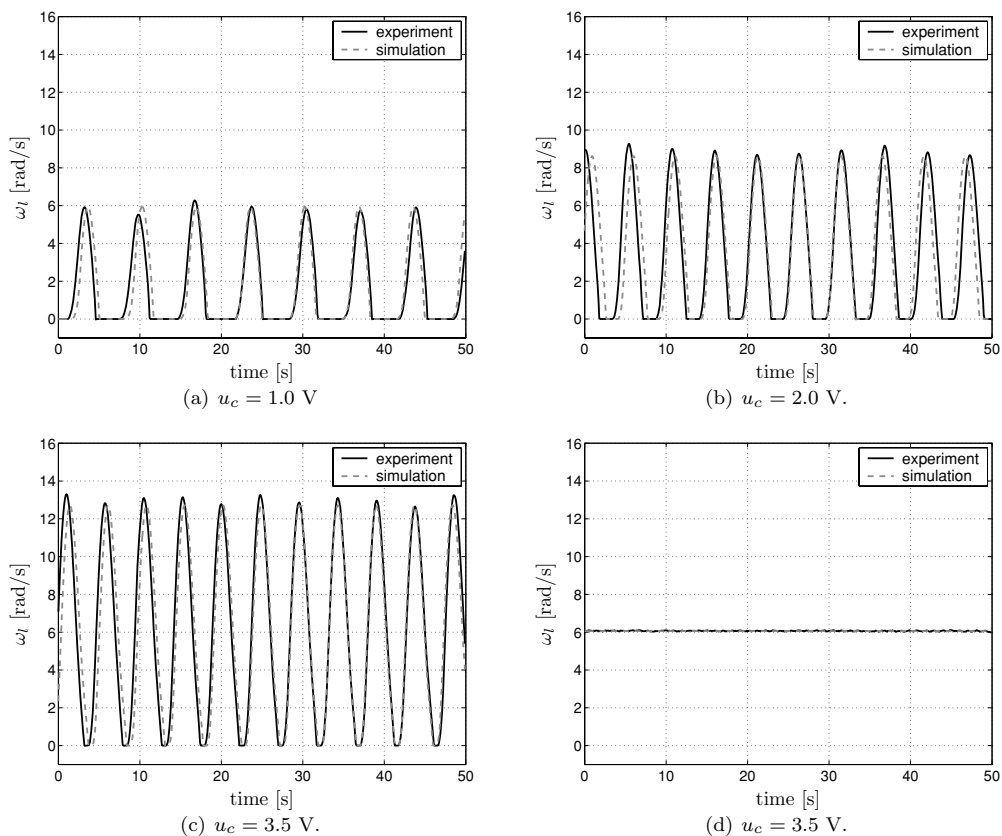 16
14
12
10
8
6
4
2
0
ω_l [rad/s]
experiment
simulation
0 10 20 30 40 50
time [s]
(a) u_c = 1.0 V
16
14
12
10
8
6
4
2
0
ω_l [rad/s]
experiment
simulation
0 10 20 30 40 50
time [s]
(b) u_c = 2.0 V.
16
14
12
10
8
6
4
2
0
ω_l [rad/s]
experiment
simulation
0 10 20 30 40 50
time [s]
(c) u_c = 3.5 V.
16
14
12
10
8
6
4
2
0
ω_l [rad/s]
experiment
simulation
0 10 20 30 40 50
time [s]
(d) u_c = 3.5 V.